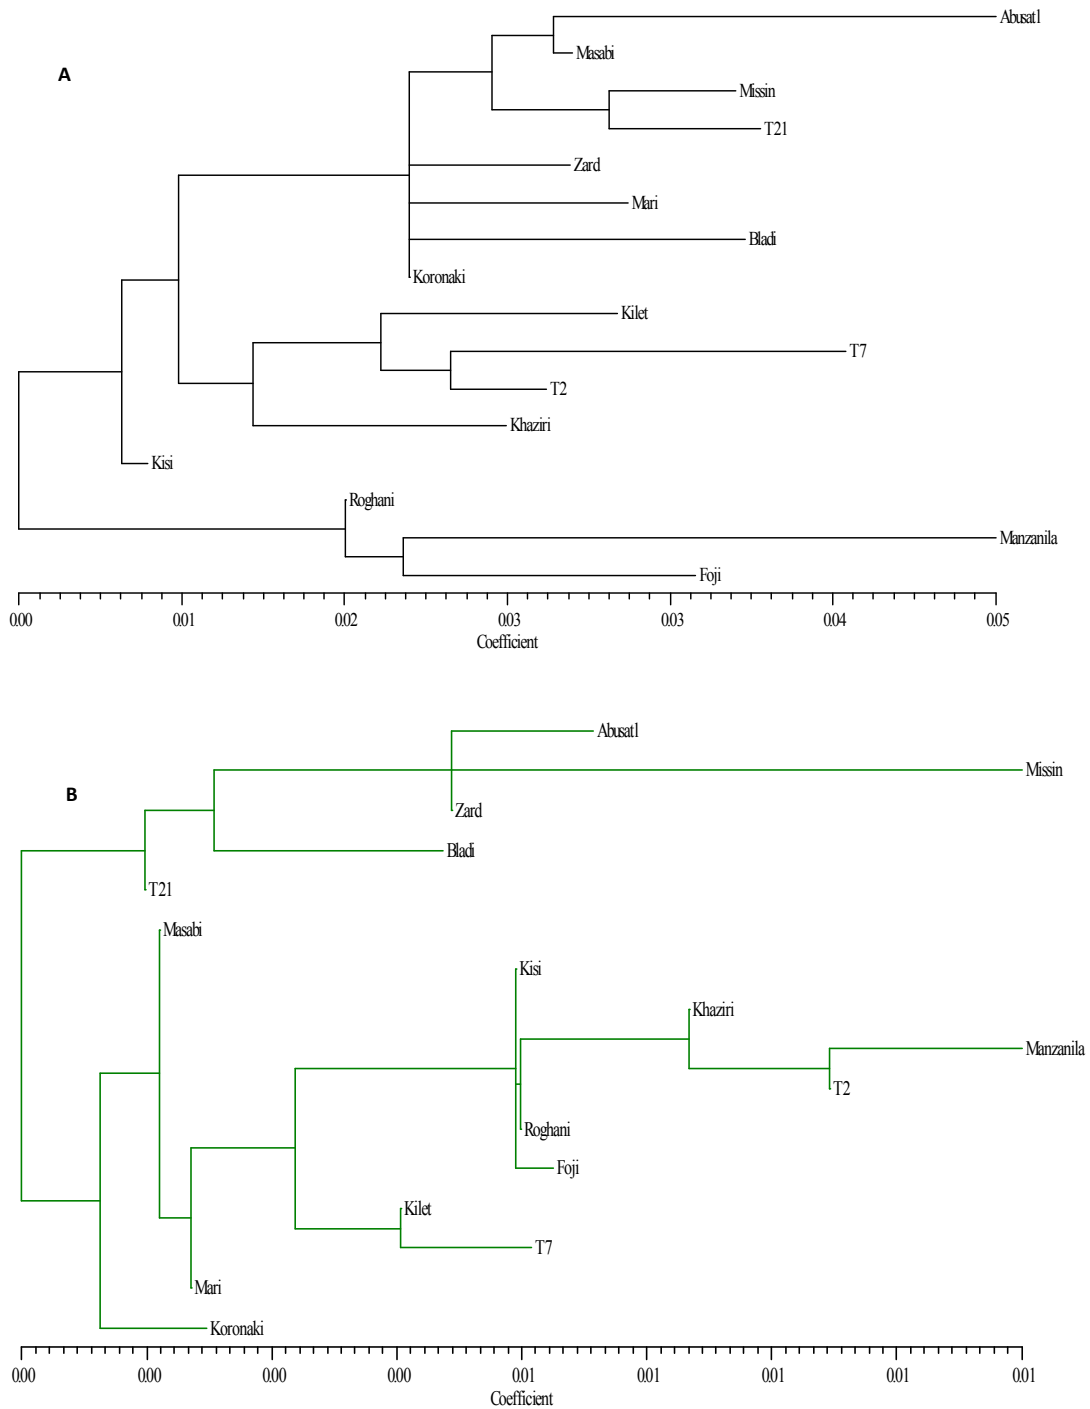 Abusatl
A
Masabi
Missin
T21
Zard
Mari
Bladi
Koronaki
Kilet
T7
T2
Khaziri
Kisi
Roghani
Manzanila
Foji
0.00 0.01 0.02 0.03 0.03 0.04 0.05
Coefficient
Abusatl
Missin
B
Zard
Bladi
T21
Masabi
Kisi
Khaziri
Manzanila
T2
Roghani
Foji
Kilet
T7
Mari
Koronaki
0.00 0.00 0.00 0.00 0.01 0.01 0.01 0.01 0.01
Coefficient